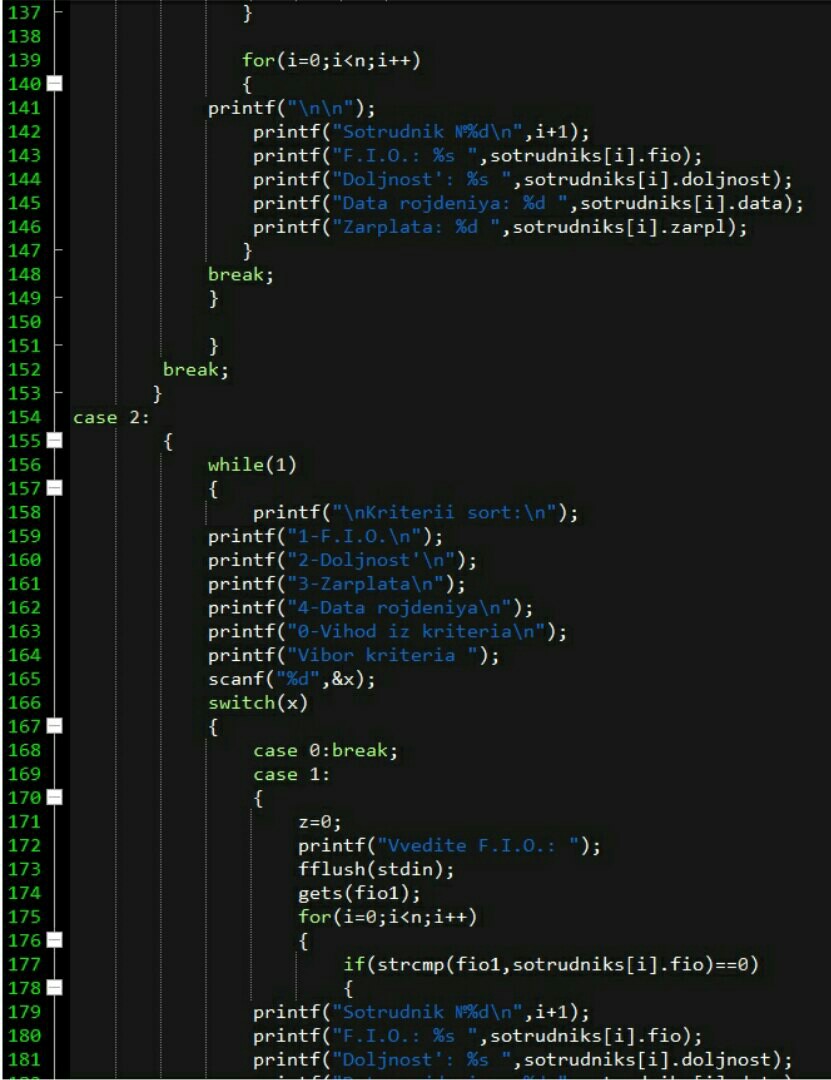 137 }
138
139 for(i=0;i<n;i++)
140 {
141 printf("\n\n");
142 printf("Sotrudnik №%d\n",i+1);
143 printf("F.I.O.: %s ",sotrudniks[i].fio);
144 printf("Doljnost': %s ",sotrudniks[i].doljnost);
145 printf("Data rojdeniya: %d ",sotrudniks[i].data);
146 printf("Zarplata: %d ",sotrudniks[i].zarpl);
147 }
148 break;
149 }
150
151 }
152 break;
153 }
154 case 2:
155 {
156 while(1)
157 {
158 printf("\nKriterii sort:\n");
159 printf("1-F.I.O.\n");
160 printf("2-Doljnost'\n");
161 printf("3-Zarplata\n");
162 printf("4-Data rojdeniya\n");
163 printf("0-Vihod iz kriteria\n");
164 printf("Vibor kriteria ");
165 scanf("%d",&x);
166 switch(x)
167 {
168 case 0:break;
169 case 1:
170 {
171 z=0;
172 printf("Vvedite F.I.O.: ");
173 fflush(stdin);
174 gets(fio1);
175 for(i=0;i<n;i++)
176 {
177 if(strcmp(fio1,sotrudniks[i].fio)==0)
178 {
179 printf("Sotrudnik №%d\n",i+1);
180 printf("F.I.O.: %s ",sotrudniks[i].fio);
181 printf("Doljnost': %s ",sotrudniks[i].doljnost);